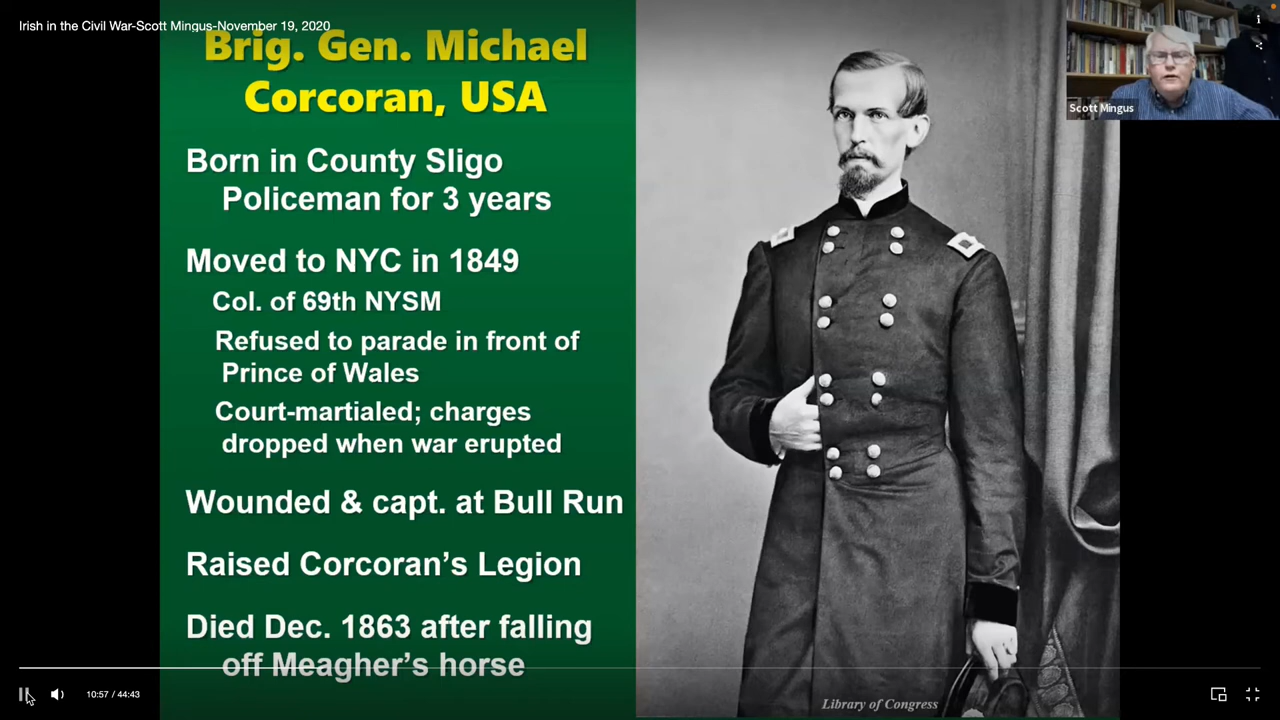 Irish in the Civil War-Scott Mingus-November 19, 2020
Brig. Gen. Michael
Corcoran, USA
Born in County Sligo
Policeman for 3 years
Moved to NYC in 1849
Col. of 69th NYSM
Refused to parade in front of
Prince of Wales
Court-martialed; charges
dropped when war erupted
Wounded & capt. at Bull Run
Raised Corcoran's Legion
Died Dec. 1863 after falling
off Meagher's horse
Scott Mingus
Library of Congress
10:57 / 44:43